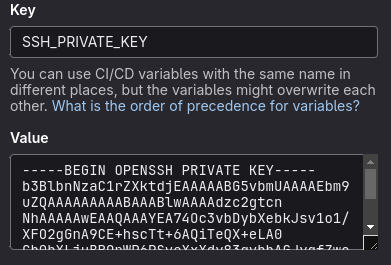 Key
SSH_PRIVATE_KEY
You can use CI/CD variables with the same name in
different places, but the variables might overwrite each
other. What is the order of precedence for variables?
Value
-----BEGIN OPENSSH PRIVATE KEY-----
b3BlbnNzaC1rZXktdjEAAAAABG5vbmUAAAAEbm9
uZQAAAAAAAAABAAABlwAAAAdzc2gtcn
NhAAAAAwEAAQAAAYEA74Oc3vbDybXebkJsv1o1/
XFO2gGnA9CE+hscTt+6AQiTeQX+eLA0